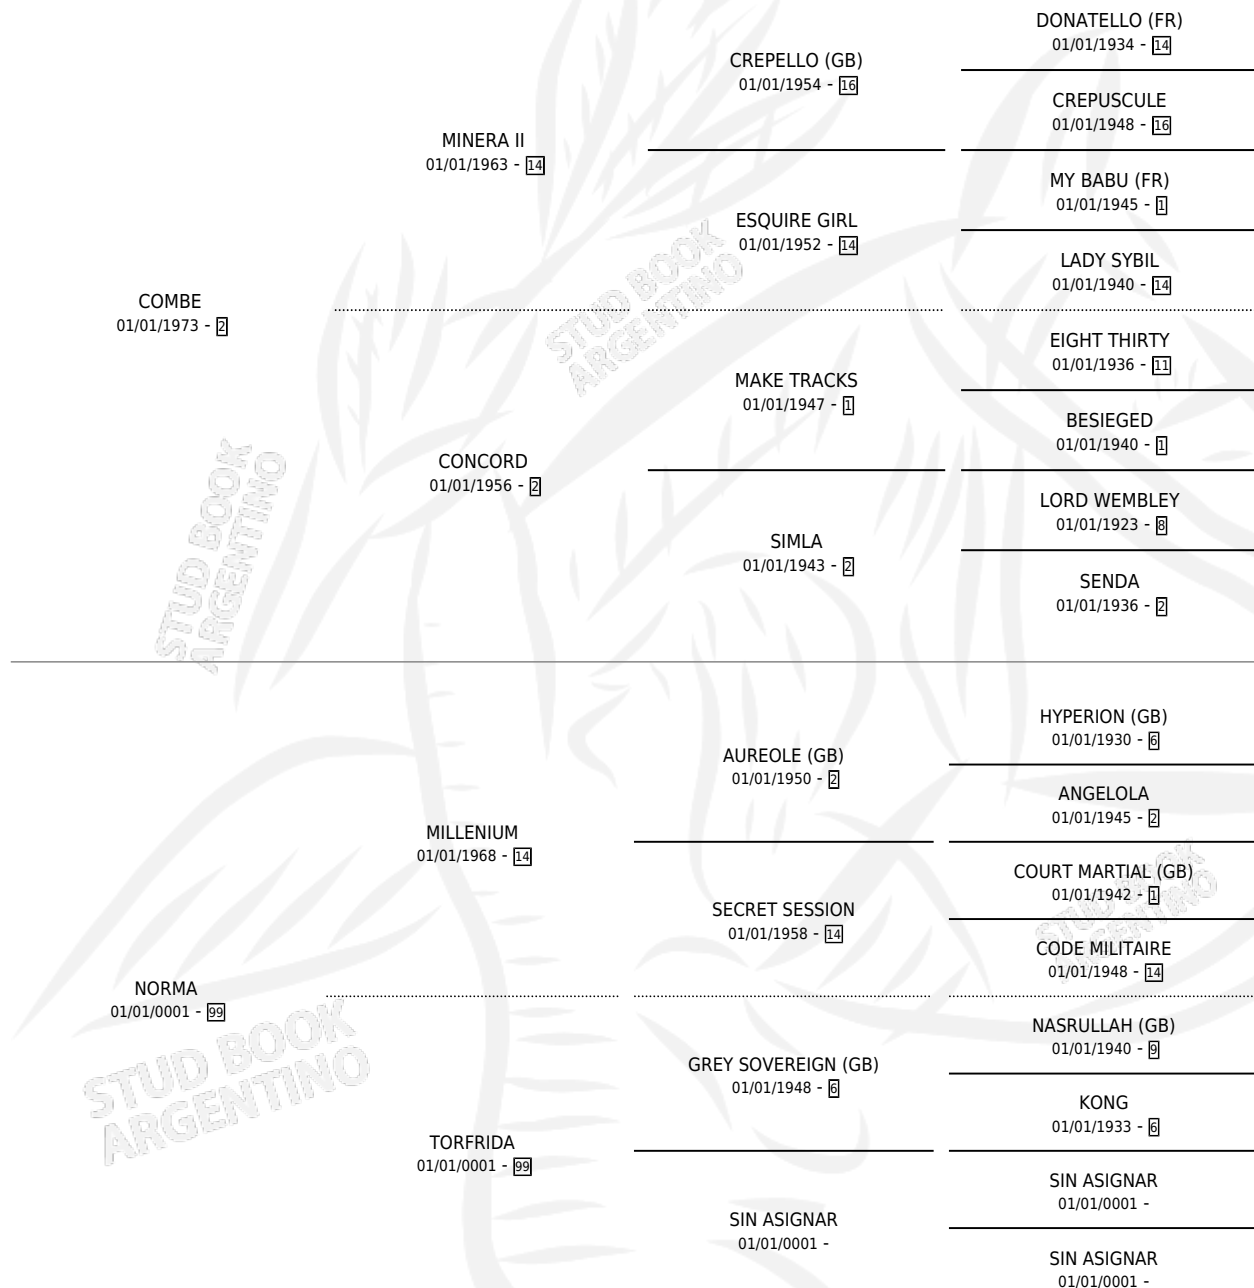 DONATELLO (FR)
01/01/1934 - 14
CREPELLO (GB)
01/01/1954 - 16
CREPUSCULE
01/01/1948 - 16
MINERA II
01/01/1963 - 14
MY BABU (FR)
01/01/1945 - 1
ESQUIRE GIRL
01/01/1952 - 14
LADY SYBIL
01/01/1940 - 14
COMBE
01/01/1973 - 2
EIGHT THIRTY
01/01/1936 - 11
MAKE TRACKS
01/01/1947 - 1
BESIEGED
01/01/1940 - 1
CONCORD
01/01/1956 - 2
LORD WEMBLEY
01/01/1923 - 8
SIMLA
01/01/1943 - 2
SENDA
01/01/1936 - 2
HYPERION (GB)
01/01/1930 - 6
AUREOLE (GB)
01/01/1950 - 2
ANGELOLA
01/01/1945 - 2
MILLENIUM
01/01/1968 - 14
COURT MARTIAL (GB)
01/01/1942 - 1
SECRET SESSION
01/01/1958 - 14
CODE MILITAIRE
01/01/1948 - 14
NORMA
01/01/0001 - 99
NASRULLAH (GB)
01/01/1940 - 9
GREY SOVEREIGN (GB)
01/01/1948 - 6
KONG
01/01/1933 - 6
TORFRIDA
01/01/0001 - 99
SIN ASIGNAR
01/01/0001 -
SIN ASIGNAR
01/01/0001 -
SIN ASIGNAR
01/01/0001 -
STUD BOOK
ARGENTINO
STUD BOOK
ARGENTINO
STUD BOOK
ARGENTINO
STUD BOOK
ARGENTINO